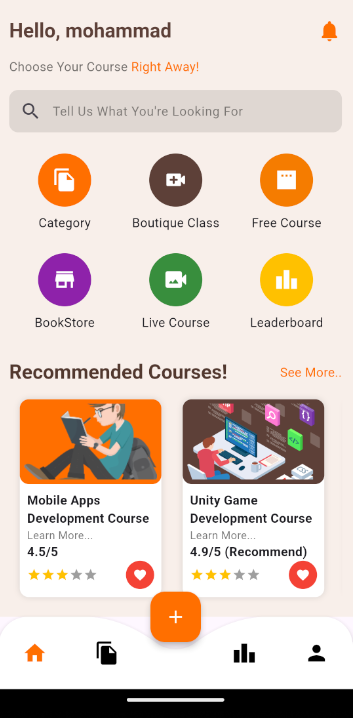 Hello, mohammad
Choose Your Course Right Away!
Tell Us What You're Looking For
Category
Boutique Class
Free Course
BookStore
Live Course
Leaderboard
Recommended Courses!
See More..
Mobile Apps
Development Course
Learn More...
4.5/5
Unity Game
Development Course
Learn More...
4.9/5 (Recommend)